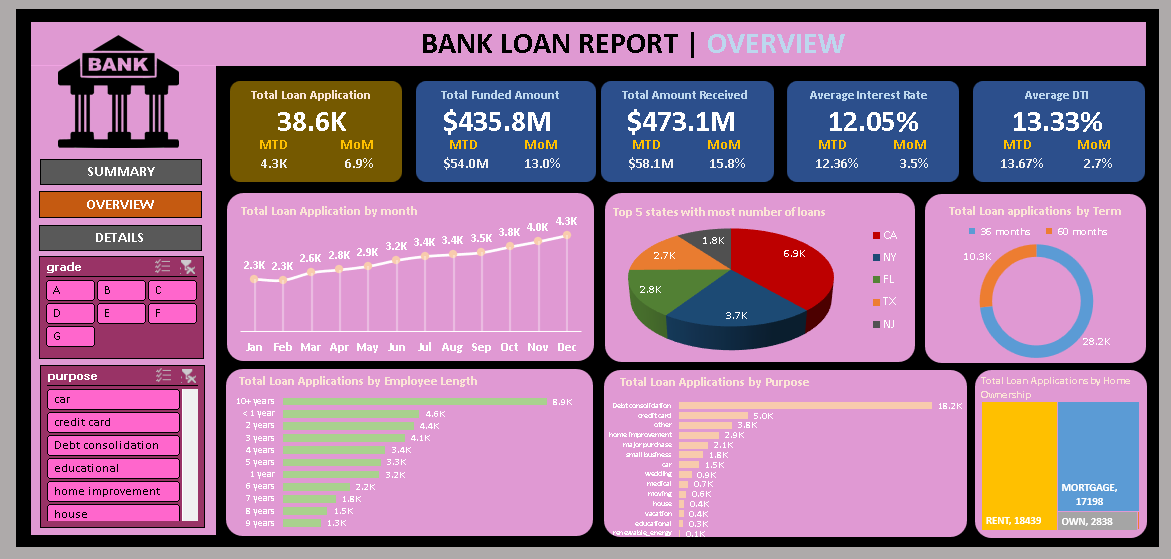 BANK LOAN REPORT | OVERVIEW
BANK
SUMMARY
OVERVIEW
DETAILS
grade
A B C
D E F
G
purpose
car
credit card
Debt consolidation
educational
home improvement
house
Total Loan Application
38.6K
MTD MoM
4.3K 6.9%
Total Funded Amount
$435.8M
MTD MoM
$54.0M 13.0%
Total Amount Received
$473.1M
MTD MoM
$58.1M 15.8%
Average Interest Rate
12.05%
MTD MoM
12.36% 3.5%
Average DTI
13.33%
MTD MoM
13.67% 2.7%
Total Loan Application by month
2.3K 2.3K 2.6K 2.8K 2.9K 3.2K 3.4K 3.4K 3.5K 3.8K 4.0K 4.3K
Jan Feb Mar Apr May Jun Jul Aug Sep Oct Nov Dec
Top 5 states with most number of loans
6.9K
3.7K
2.8K
2.7K
1.8K
CA
NY
FL
TX
NJ
Total Loan applications by Term
36 months 60 months
10.3K
28.2K
Total Loan Applications by Employee Length
10+ years 8.9K
< 1 year 4.6K
2 years 4.4K
3 years 4.1K
4 years 3.4K
5 years 3.3K
1 year 3.2K
6 years 2.2K
7 years 1.8K
8 years 1.5K
9 years 1.3K
Total Loan Applications by Purpose
Debt consolidation 18.2K
credit card 5.0K
other 3.8K
home improvement 2.9K
major purchase 2.1K
small business 1.8K
car 1.5K
wedding 0.9K
medical 0.7K
moving 0.6K
house 0.4K
vacation 0.4K
educational 0.3K
renewable_energy 0.1K
Total Loan Applications by Home
Ownership
MORTGAGE,
17198
RENT, 18439
OWN, 2838